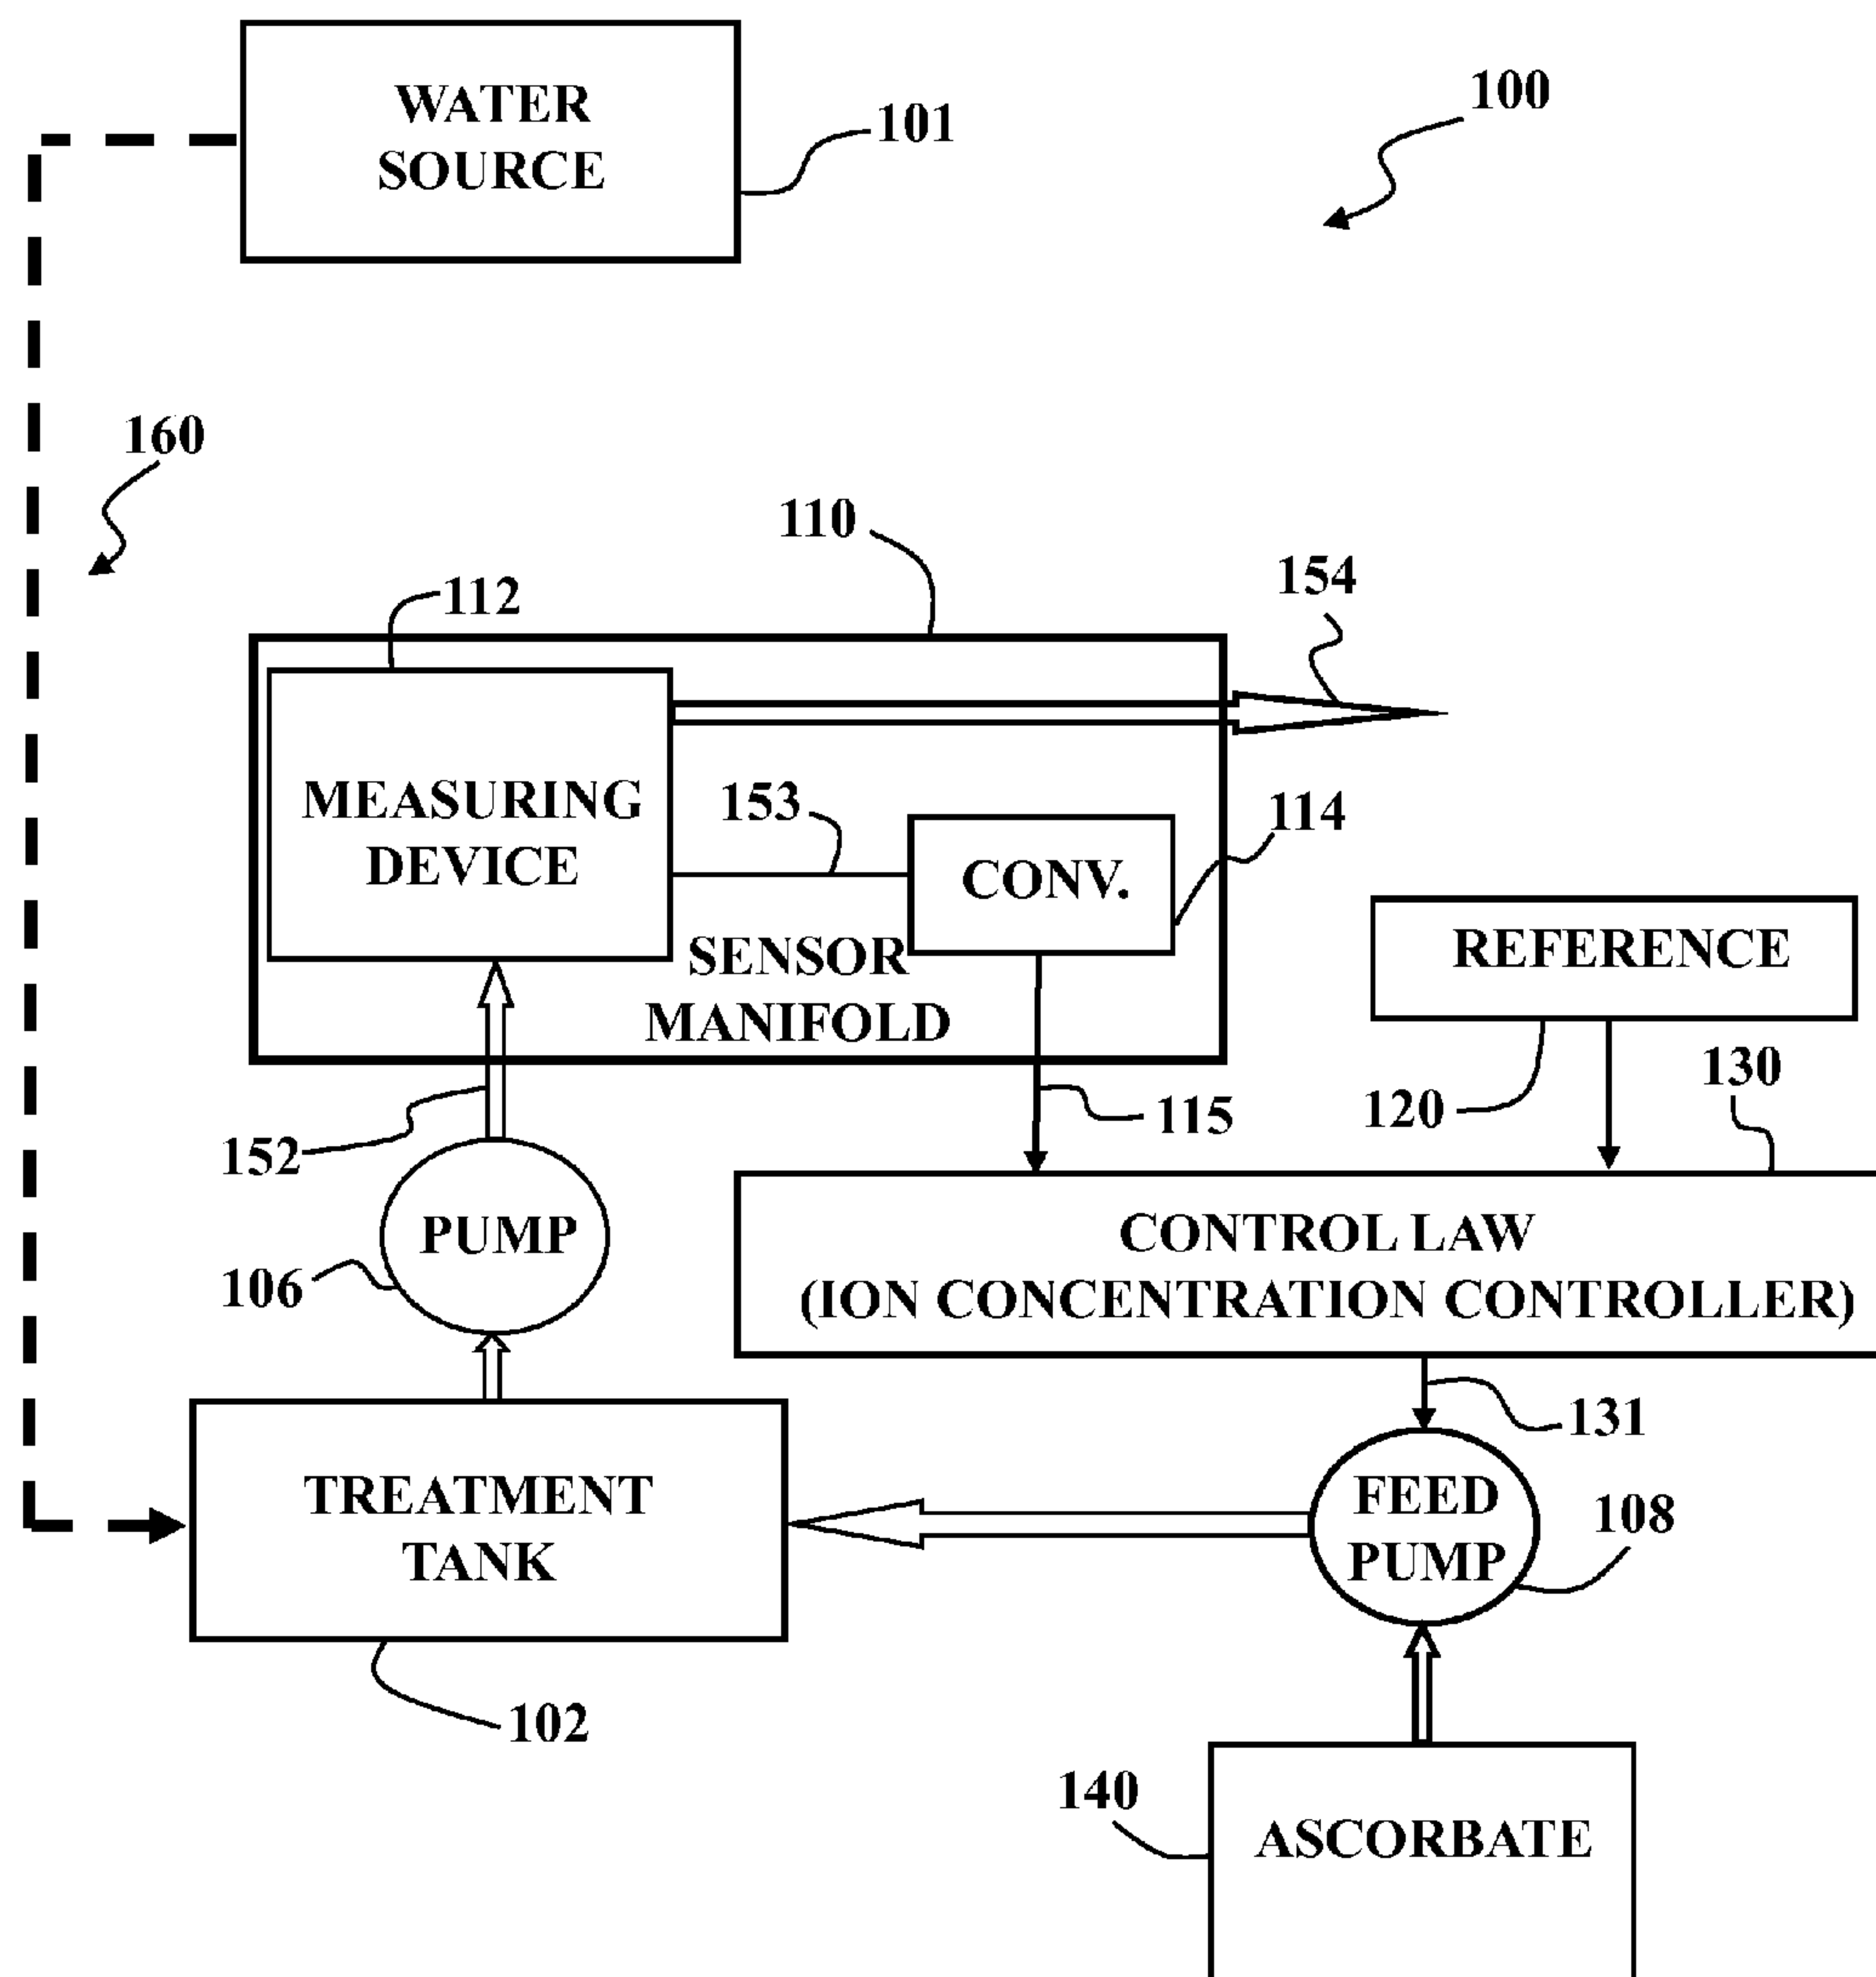 WATER
SOURCE
101
100
160
110
112
154
MEASURING
DEVICE
153
114
CONV.
SENSOR
MANIFOLD
REFERENCE
152
115
120
130
PUMP
106
CONTROL LAW
(ION CONCENTRATION CONTROLLER)
131
TREATMENT
TANK
FEED
PUMP
108
102
140
ASCORBATE